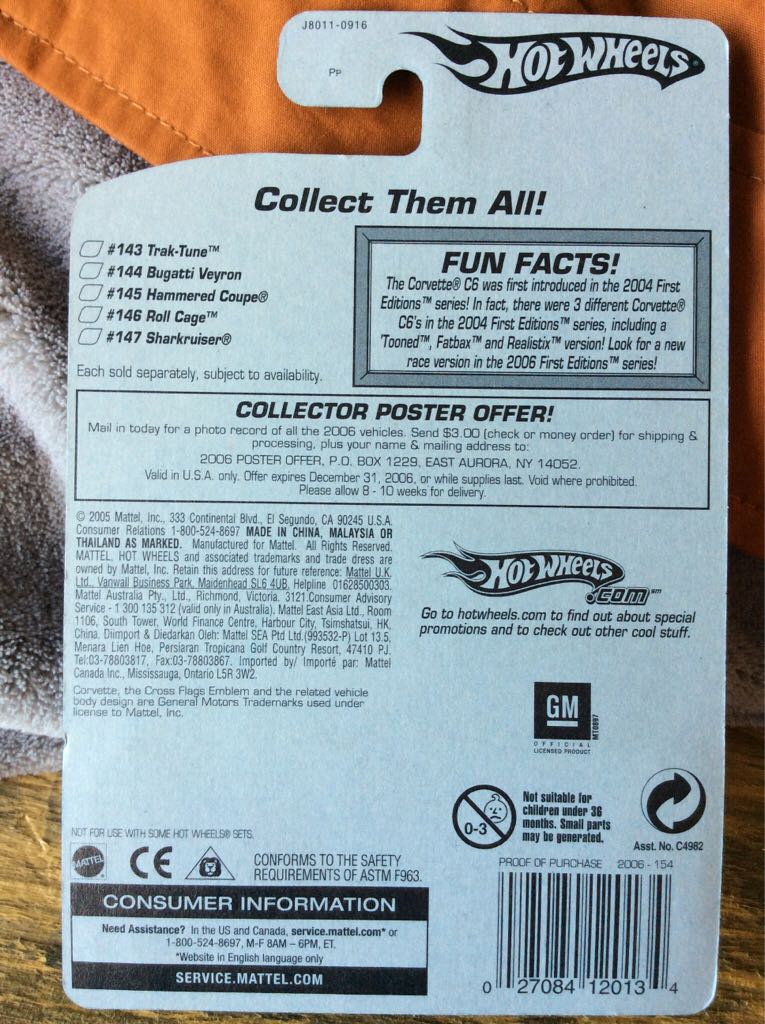 J8011-0916
Pp
HOT WHEELS
Collect Them All!
#143 Trak-Tune™
#144 Bugatti Veyron
#145 Hammered Coupe®
#146 Roll Cage™
#147 Sharkruiser®
Each sold separately, subject to availability.
FUN FACTS!
The Corvette® C6 was first introduced in the 2004 First
Editions™ series! In fact, there were 3 different Corvette®
C6's in the 2004 First Editions™ series, including a
'Tooned™, Fatbax™ and Realistix™ version! Look for a new
race version in the 2006 First Editions™ series!
COLLECTOR POSTER OFFER!
Mail in today for a photo record of all the 2006 vehicles. Send $3.00 (check or money order) for shipping &
processing, plus your name & mailing address to:
2006 POSTER OFFER, P.O. BOX 1229, EAST AURORA, NY 14052.
Valid in U.S.A. only. Offer expires December 31, 2006, or while supplies last. Void where prohibited.
Please allow 8 - 10 weeks for delivery.
© 2005 Mattel, Inc., 333 Continental Blvd., El Segundo, CA 90245 U.S.A.
Consumer Relations 1-800-524-8697 MADE IN CHINA, MALAYSIA OR
THAILAND AS MARKED. Manufactured for Mattel. All Rights Reserved.
MATTEL, HOT WHEELS and associated trademarks and trade dress are
owned by Mattel, Inc. Retain this address for future reference: Mattel U.K.
Ltd., Vanwall Business Park, Maidenhead SL6 4UB. Helpline 01628500303.
Mattel Australia Pty., Ltd., Richmond, Victoria. 3121.Consumer Advisory
Service - 1 300 135 312 (valid only in Australia). Mattel East Asia Ltd., Room
1106, South Tower, World Finance Centre, Harbour City, Tsimshatsui, HK,
China. Diimport & Diedarkan Oleh: Mattel SEA Ptd Ltd.(993532-P) Lot 13.5,
Menara Lien Hoe, Persiaran Tropicana Golf Country Resort, 47410 PJ.
Tel:03-78803817, Fax:03-78803867. Imported by/ Importé par: Mattel
Canada Inc., Mississauga, Ontario L5R 3W2.
Corvette, the Cross Flags Emblem and the related vehicle
body design are General Motors Trademarks used under
license to Mattel, Inc.
HOT WHEELS
.COM℠
Go to hotwheels.com to find out about special
promotions and to check out other cool stuff.
GM
MT0897
OFFICIAL
LICENSED PRODUCT
0-3
Not suitable for
children under 36
months. Small parts
may be generated.
Asst. No. C4982
NOT FOR USE WITH SOME HOT WHEELS® SETS.
MATTEL
CE
CONFORMS TO THE SAFETY
REQUIREMENTS OF ASTM F963.
CONSUMER INFORMATION
Need Assistance? In the US and Canada, service.mattel.com* or
1-800-524-8697, M-F 8AM – 6PM, ET.
*Website in English language only
SERVICE.MATTEL.COM
PROOF OF PURCHASE 2006 - 154
0 27084 12013 4